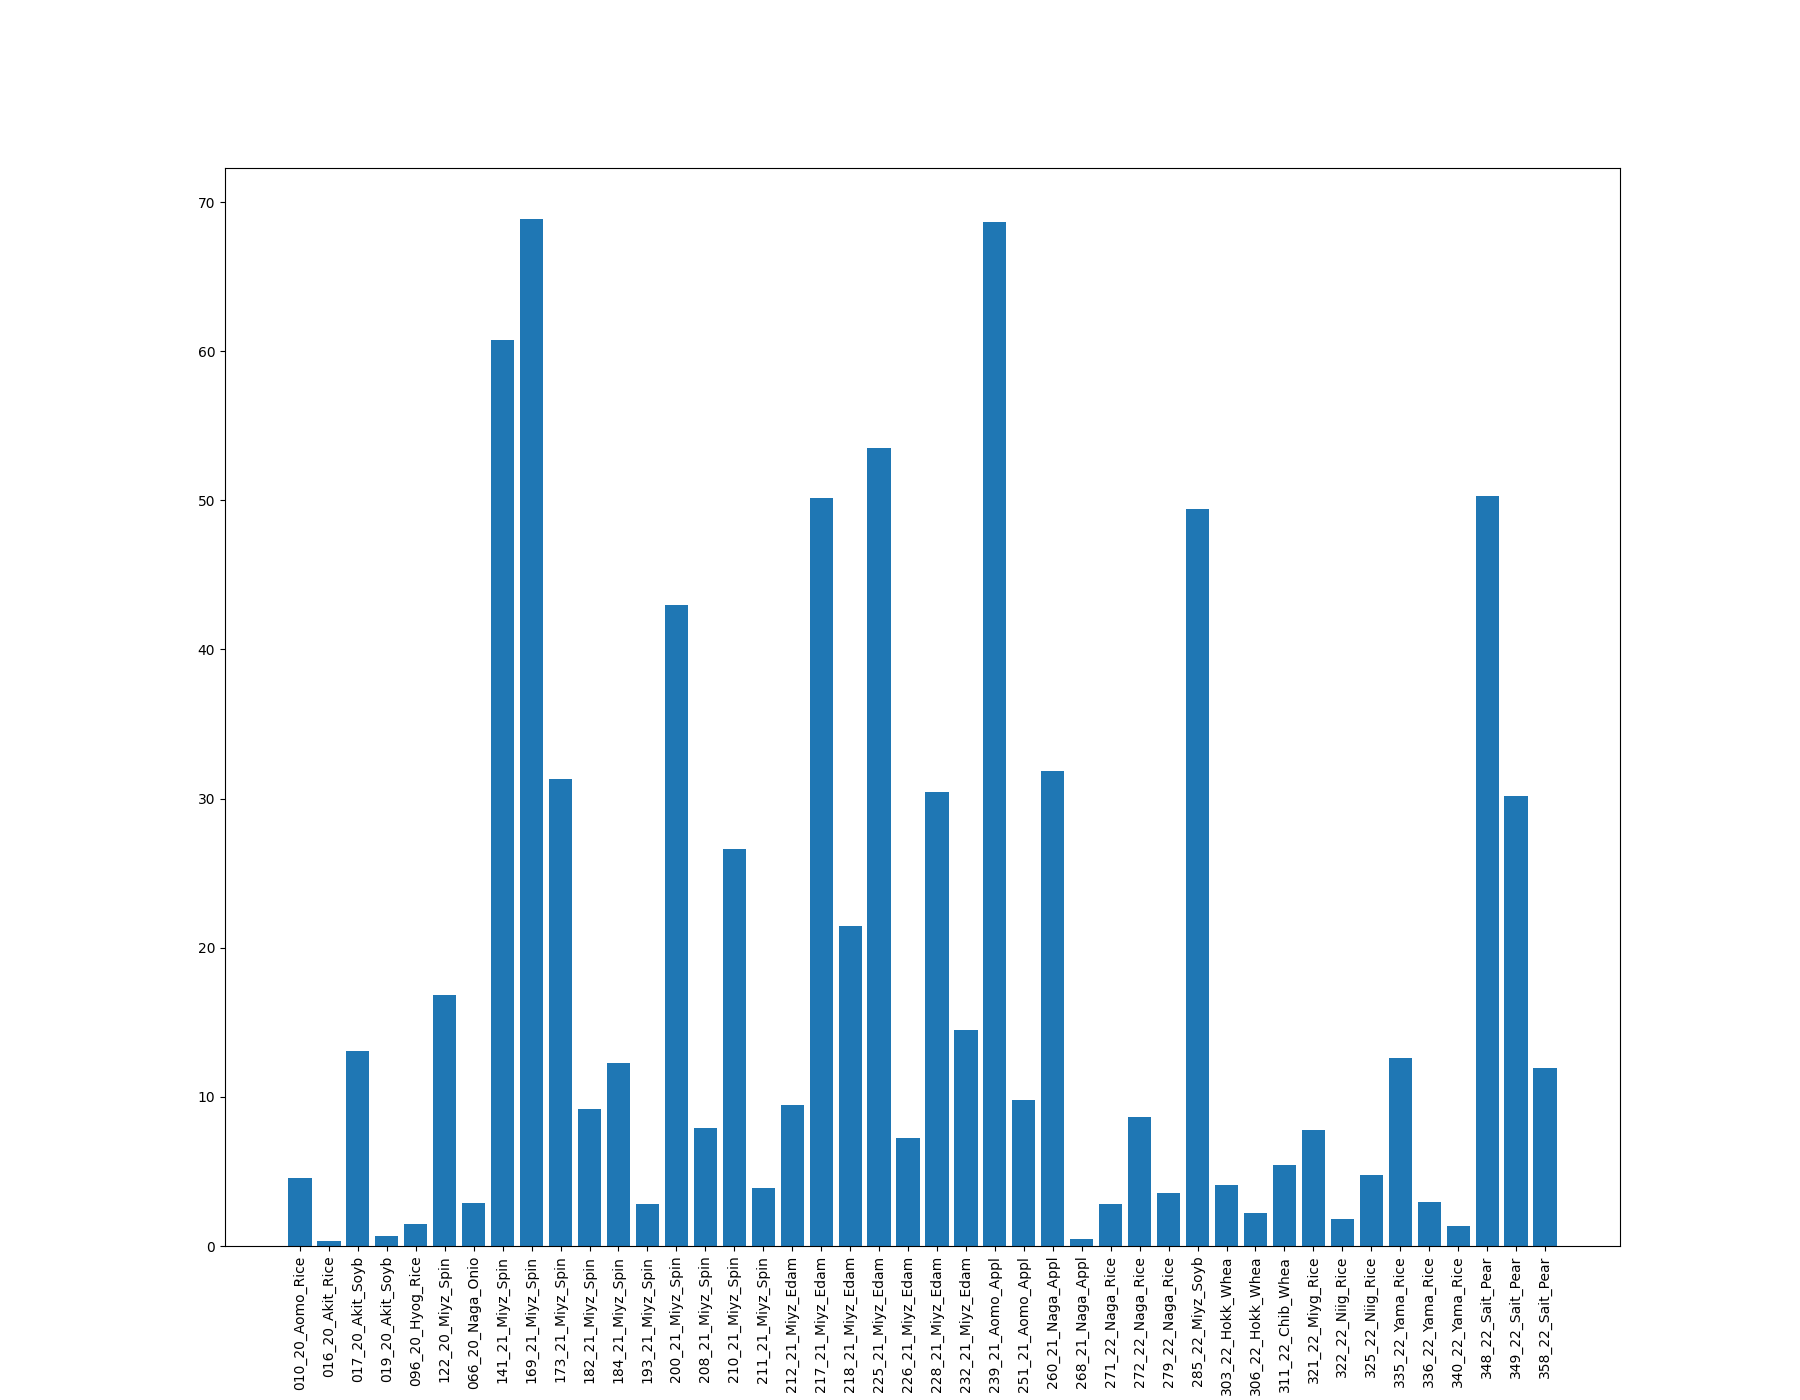 70
60
50
40
30
20
10
0
010_20_Aomo_Rice
016_20_Akit_Rice
017_20_Akit_Soyb
019_20_Akit_Soyb
096_20_Hyog_Rice
122_20_Miyz_Spin
066_20_Naga_Onio
141_21_Miyz_Spin
169_21_Miyz_Spin
173_21_Miyz_Spin
182_21_Miyz_Spin
184_21_Miyz_Spin
193_21_Miyz_Spin
200_21_Miyz_Spin
208_21_Miyz_Spin
210_21_Miyz_Spin
211_21_Miyz_Spin
212_21_Miyz_Edam
217_21_Miyz_Edam
218_21_Miyz_Edam
225_21_Miyz_Edam
226_21_Miyz_Edam
228_21_Miyz_Edam
232_21_Miyz_Edam
239_21_Aomo_Appl
251_21_Aomo_Appl
260_21_Naga_Appl
268_21_Naga_Appl
271_22_Naga_Rice
272_22_Naga_Rice
279_22_Naga_Rice
285_22_Miyz_Soyb
303_22_Hokk_Whea
306_22_Hokk_Whea
311_22_Chib_Whea
321_22_Miyg_Rice
322_22_Niig_Rice
325_22_Niig_Rice
335_22_Yama_Rice
336_22_Yama_Rice
340_22_Yama_Rice
348_22_Sait_Pear
349_22_Sait_Pear
358_22_Sait_Pear